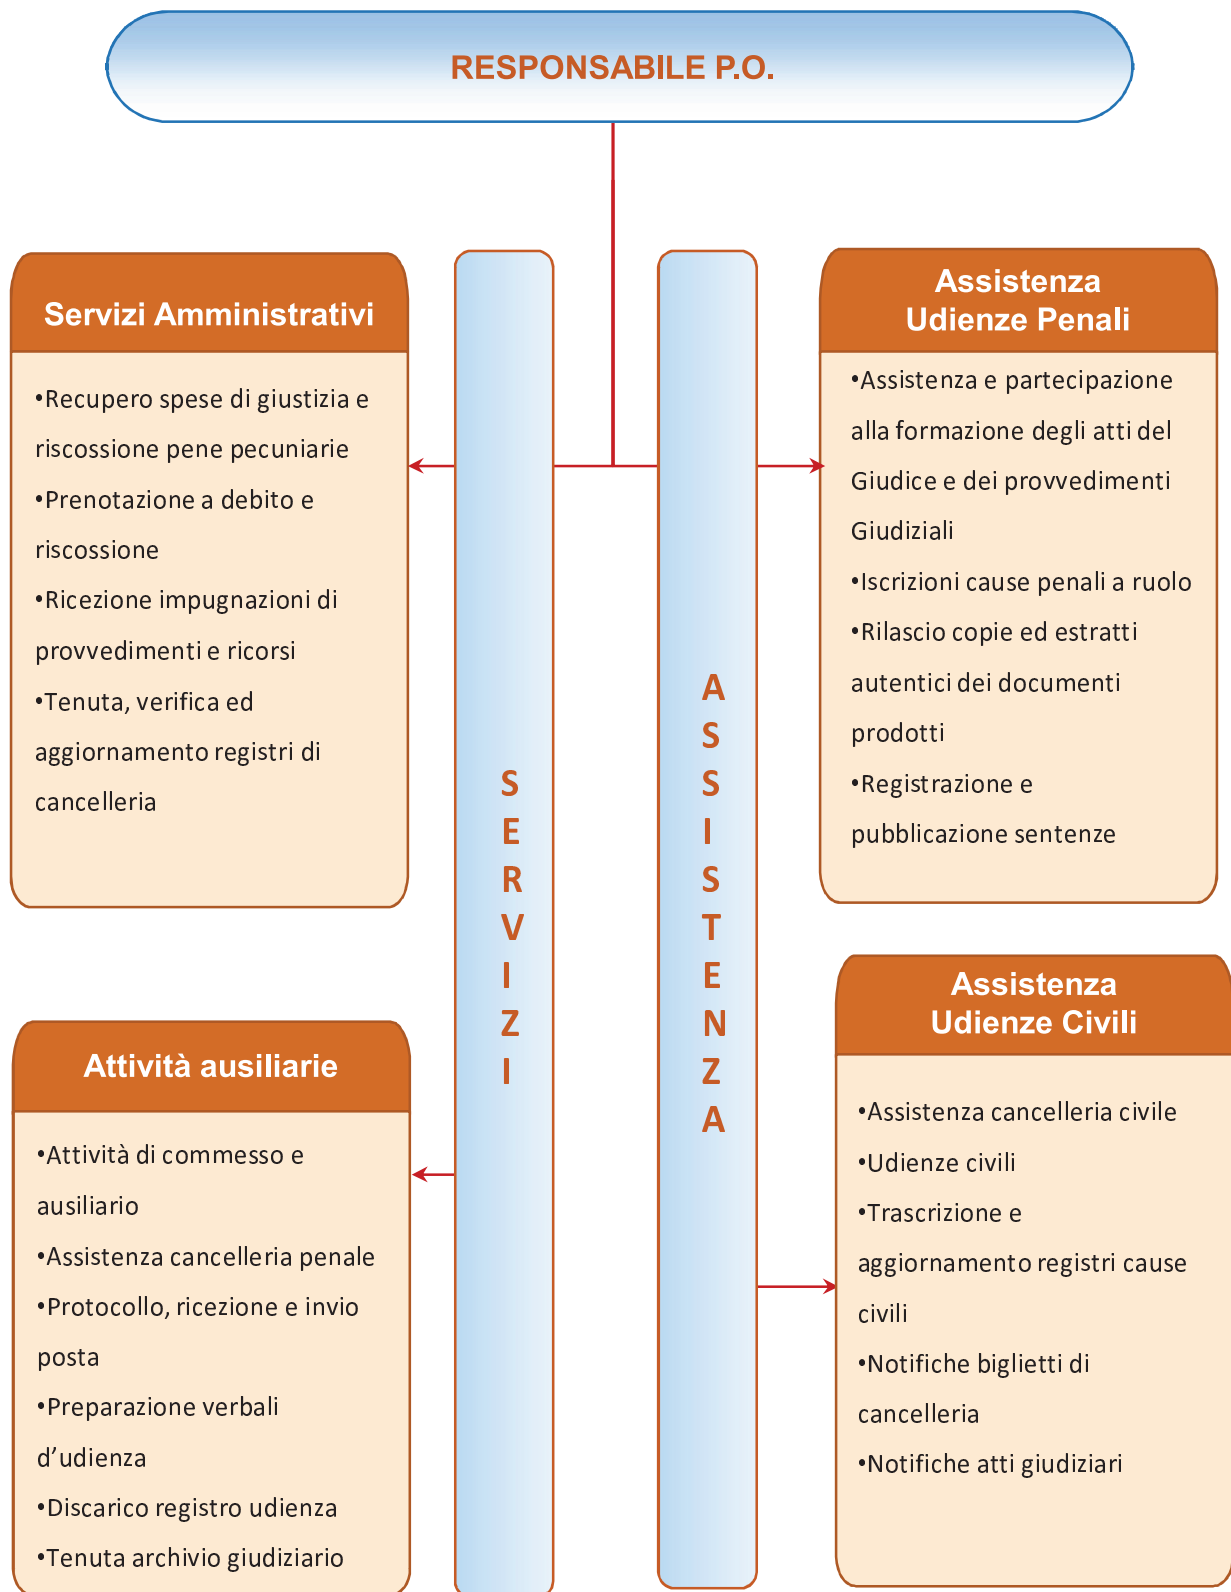 RESPONSABILE P.O.
Servizi Amministrativi
•Recupero spese di giustizia e
riscossione pene pecuniarie
•Prenotazione a debito e
riscossione
•Ricezione impugnazioni di
provvedimenti e ricorsi
•Tenuta, verifica ed
aggiornamento registri di
cancelleria
Attività ausiliarie
•Attività di commesso e
ausiliario
•Assistenza cancelleria penale
•Protocollo, ricezione e invio
posta
•Preparazione verbali
d’udienza
•Discarico registro udienza
•Tenuta archivio giudiziario
S
E
R
V
I
Z
I
A
S
S
I
S
T
E
N
Z
A
Assistenza
Udienze Penali
•Assistenza e partecipazione
alla formazione degli atti del
Giudice e dei provvedimenti
Giudiziali
•Iscrizioni cause penali a ruolo
•Rilascio copie ed estratti
autentici dei documenti
prodotti
•Registrazione e
pubblicazione sentenze
Assistenza
Udienze Civili
•Assistenza cancelleria civile
•Udienze civili
•Trascrizione e
aggiornamento registri cause
civili
•Notifiche biglietti di
cancelleria
•Notifiche atti giudiziari